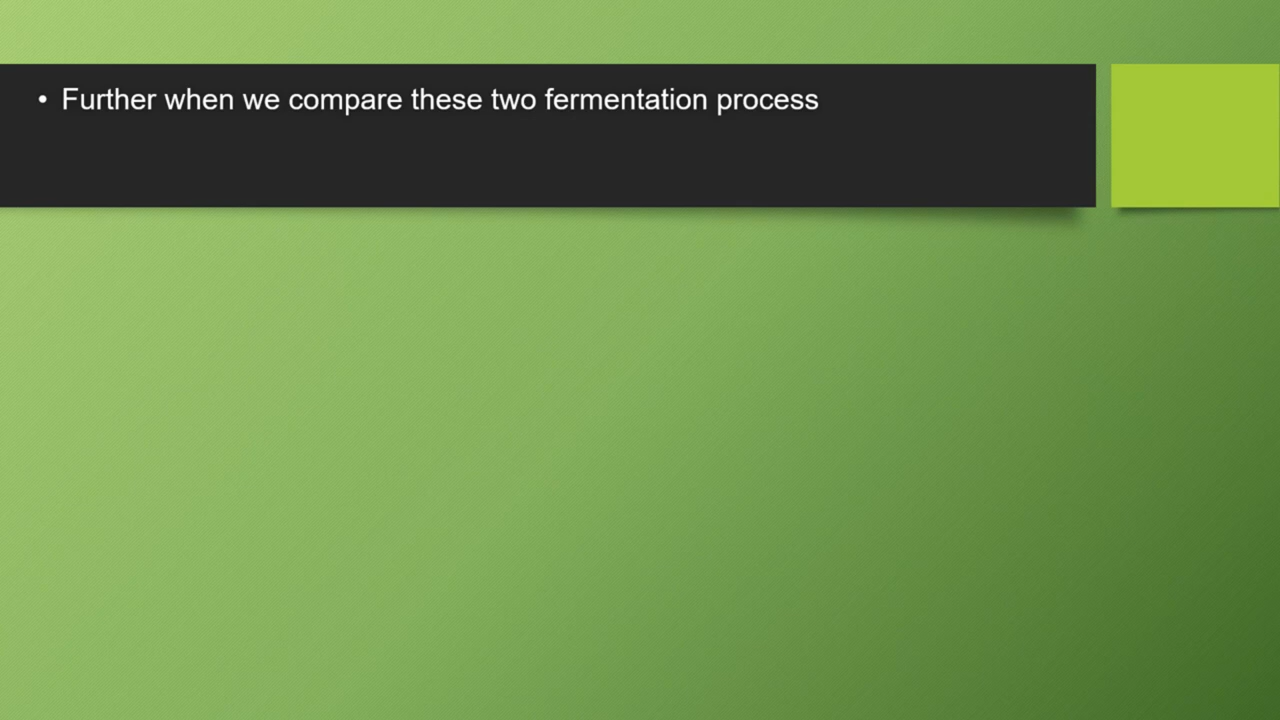 • Further when we compare these two fermentation process